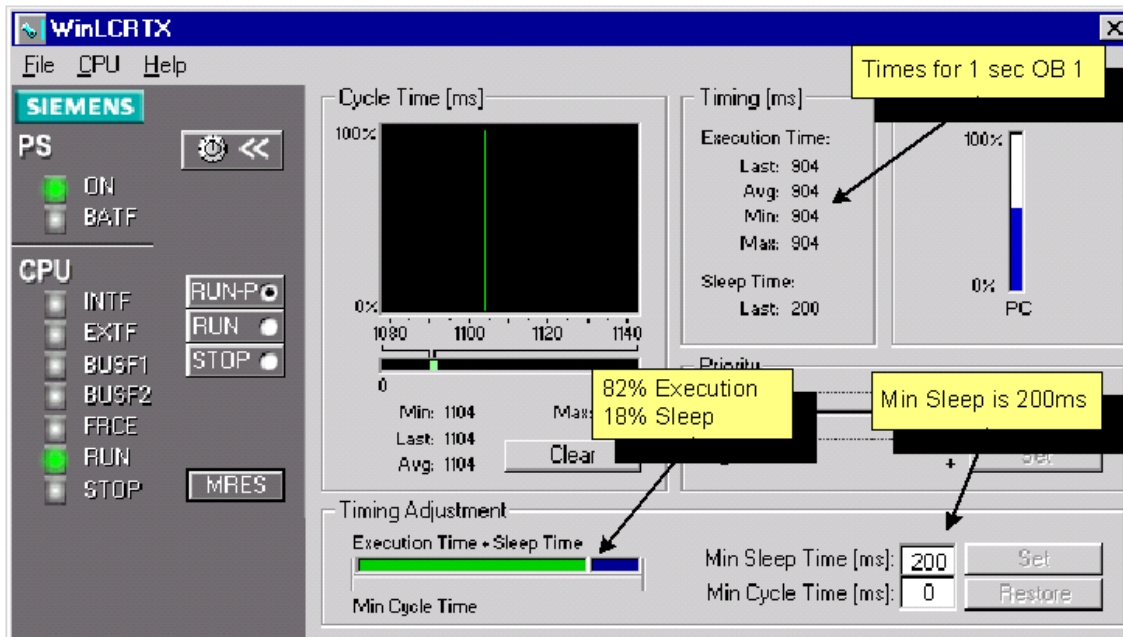 WinLCRTX
File CPU Help
SIEMENS
PS
ON
BATF
CPU
INTF
EXTF
BUSF1
BUSF2
FRCE
RUN
STOP
RUN-P
RUN
STOP
MRES
Cycle Time [ms]
100%
0%
1080 1100 1120 1140
0
Min: 1104
Last: 1104
Avg: 1104
Clear
Timing [ms]
Execution Time:
Last: 904
Avg: 904
Min: 904
Max: 904
Sleep Time:
Last: 200
Times for 1 sec OB 1
100%
0%
PC
Priority
82% Execution
18% Sleep
Min Sleep is 200ms
+
Set
Timing Adjustment
Execution Time + Sleep Time
Min Cycle Time
Min Sleep Time [ms]: 200 Set
Min Cycle Time [ms]: 0 Restore